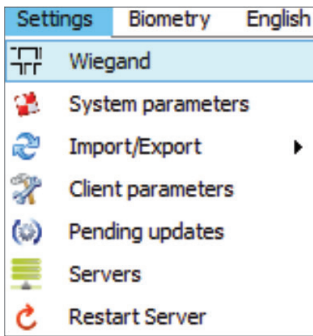 Settings Biometry English
Wiegand
System parameters
Import/Export
Client parameters
Pending updates
Servers
Restart Server